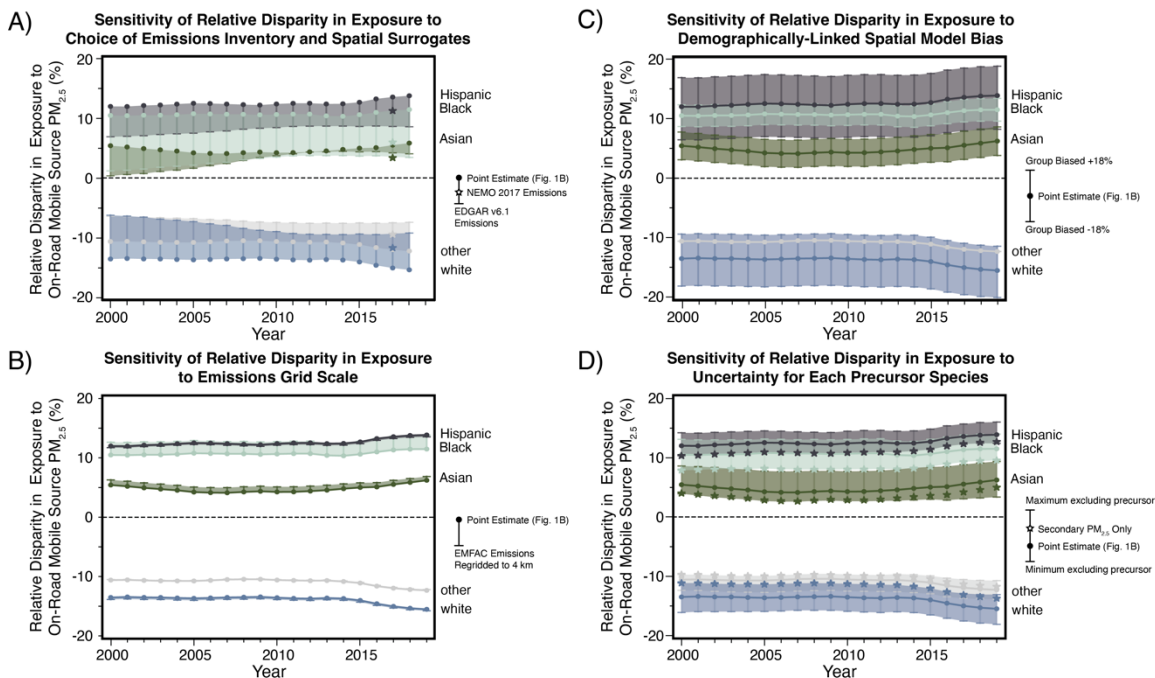 A)
Sensitivity of Relative Disparity in Exposure to
Choice of Emissions Inventory and Spatial Surrogates
Relative Disparity in Exposure to
On-Road Mobile Source PM2.5 (%)
20
10
0
-10
-20
2000
2005
2010
2015
Year
Hispanic
Black
Asian
other
white
Point Estimate (Fig. 1B)
NEMO 2017 Emissions
EDGAR v6.1
Emissions
B)
Sensitivity of Relative Disparity in Exposure
to Emissions Grid Scale
Relative Disparity in Exposure to
On-Road Mobile Source PM2.5 (%)
20
10
0
-10
-20
2000
2005
2010
2015
Year
Hispanic
Black
Asian
other
white
Point Estimate (Fig. 1B)
EMFAC Emissions
Regridded to 4 km
C)
Sensitivity of Relative Disparity in Exposure to
Demographically-Linked Spatial Model Bias
Relative Disparity in Exposure to
On-Road Mobile Source PM2.5 (%)
20
10
0
-10
-20
2000
2005
2010
2015
Year
Hispanic
Black
Asian
other
white
Group Biased +18%
Point Estimate (Fig. 1B)
Group Biased -18%
D)
Sensitivity of Relative Disparity in Exposure to
Uncertainty for Each Precursor Species
Relative Disparity in Exposure to
On-Road Mobile Source PM2.5 (%)
20
10
0
-10
-20
2000
2005
2010
2015
Year
Hispanic
Black
Asian
other
white
Maximum excluding precursor
Secondary PM2.5 Only
Point Estimate (Fig. 1B)
Minimum excluding precursor